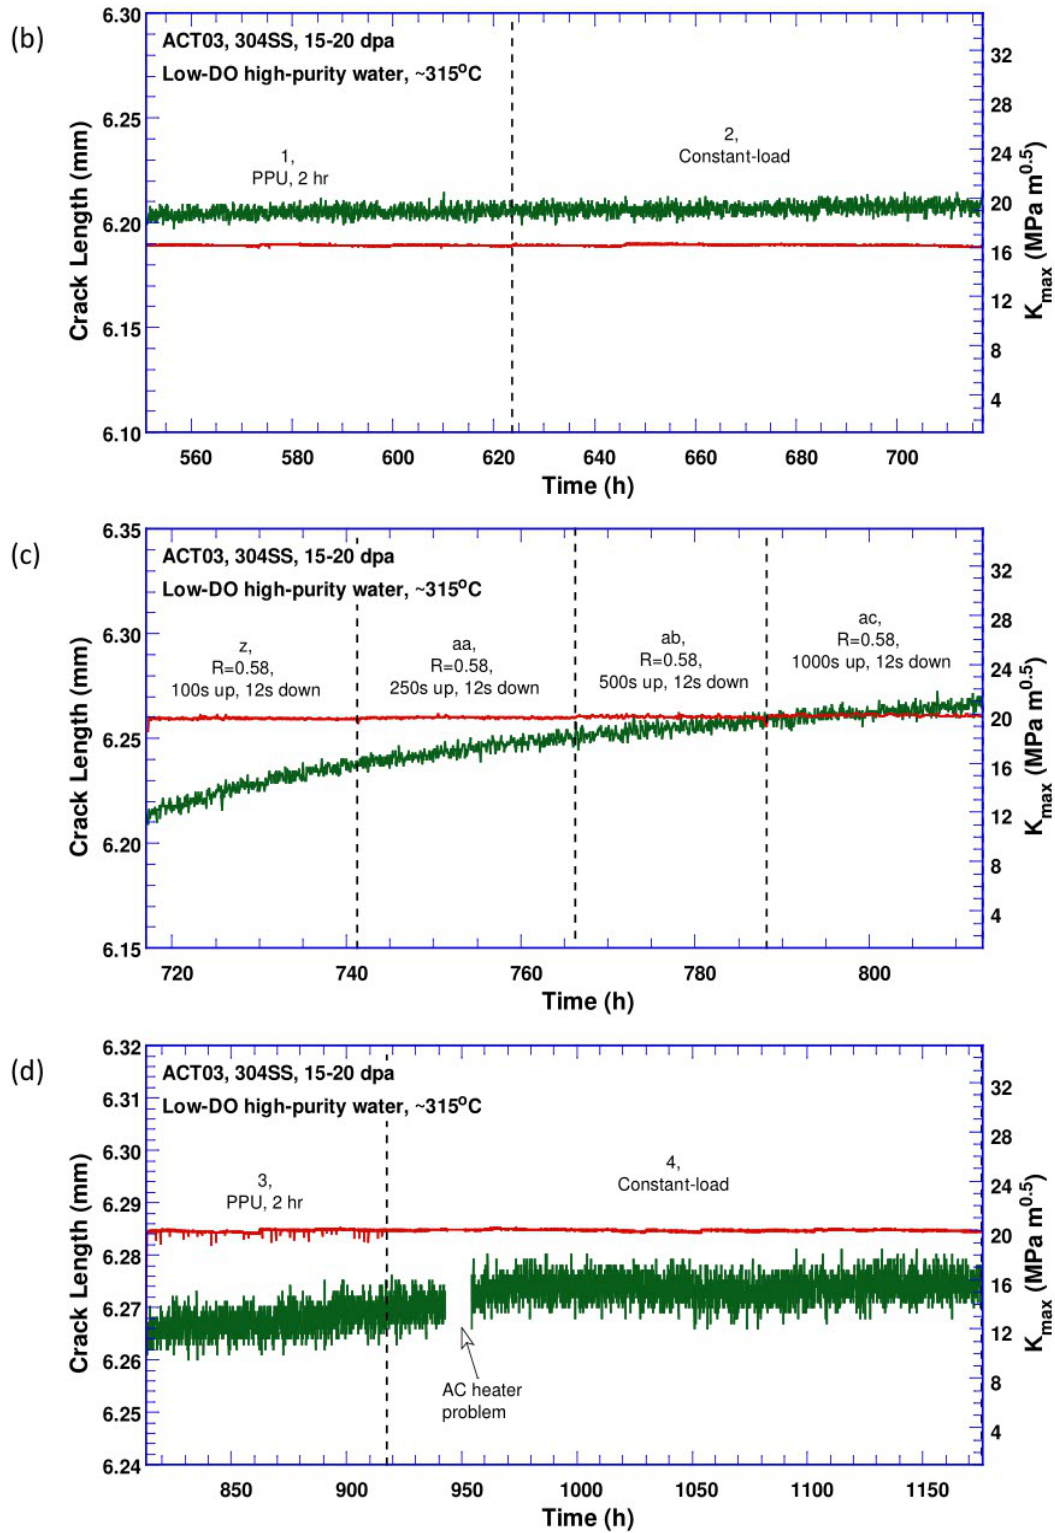 (b)
ACT03, 304SS, 15-20 dpa
Low-DO high-purity water, ~315°C
1,
PPU, 2 hr
2,
Constant-load
Crack Length (mm)
6.30
6.25
6.20
6.15
6.10
Kmax (MPa m0.5)
32
28
24
20
16
12
8
4
560 580 600 620 640 660 680 700
Time (h)
(c)
ACT03, 304SS, 15-20 dpa
Low-DO high-purity water, ~315°C
z,
R=0.58,
100s up, 12s down
aa,
R=0.58,
250s up, 12s down
ab,
R=0.58,
500s up, 12s down
ac,
R=0.58,
1000s up, 12s down
Crack Length (mm)
6.35
6.30
6.25
6.20
6.15
Kmax (MPa m0.5)
32
28
24
20
16
12
8
4
720 740 760 780 800
Time (h)
(d)
ACT03, 304SS, 15-20 dpa
Low-DO high-purity water, ~315°C
3,
PPU, 2 hr
4,
Constant-load
AC heater
problem
Crack Length (mm)
6.32
6.31
6.30
6.29
6.28
6.27
6.26
6.25
6.24
Kmax (MPa m0.5)
32
28
24
20
16
12
8
4
850 900 950 1000 1050 1100 1150
Time (h)